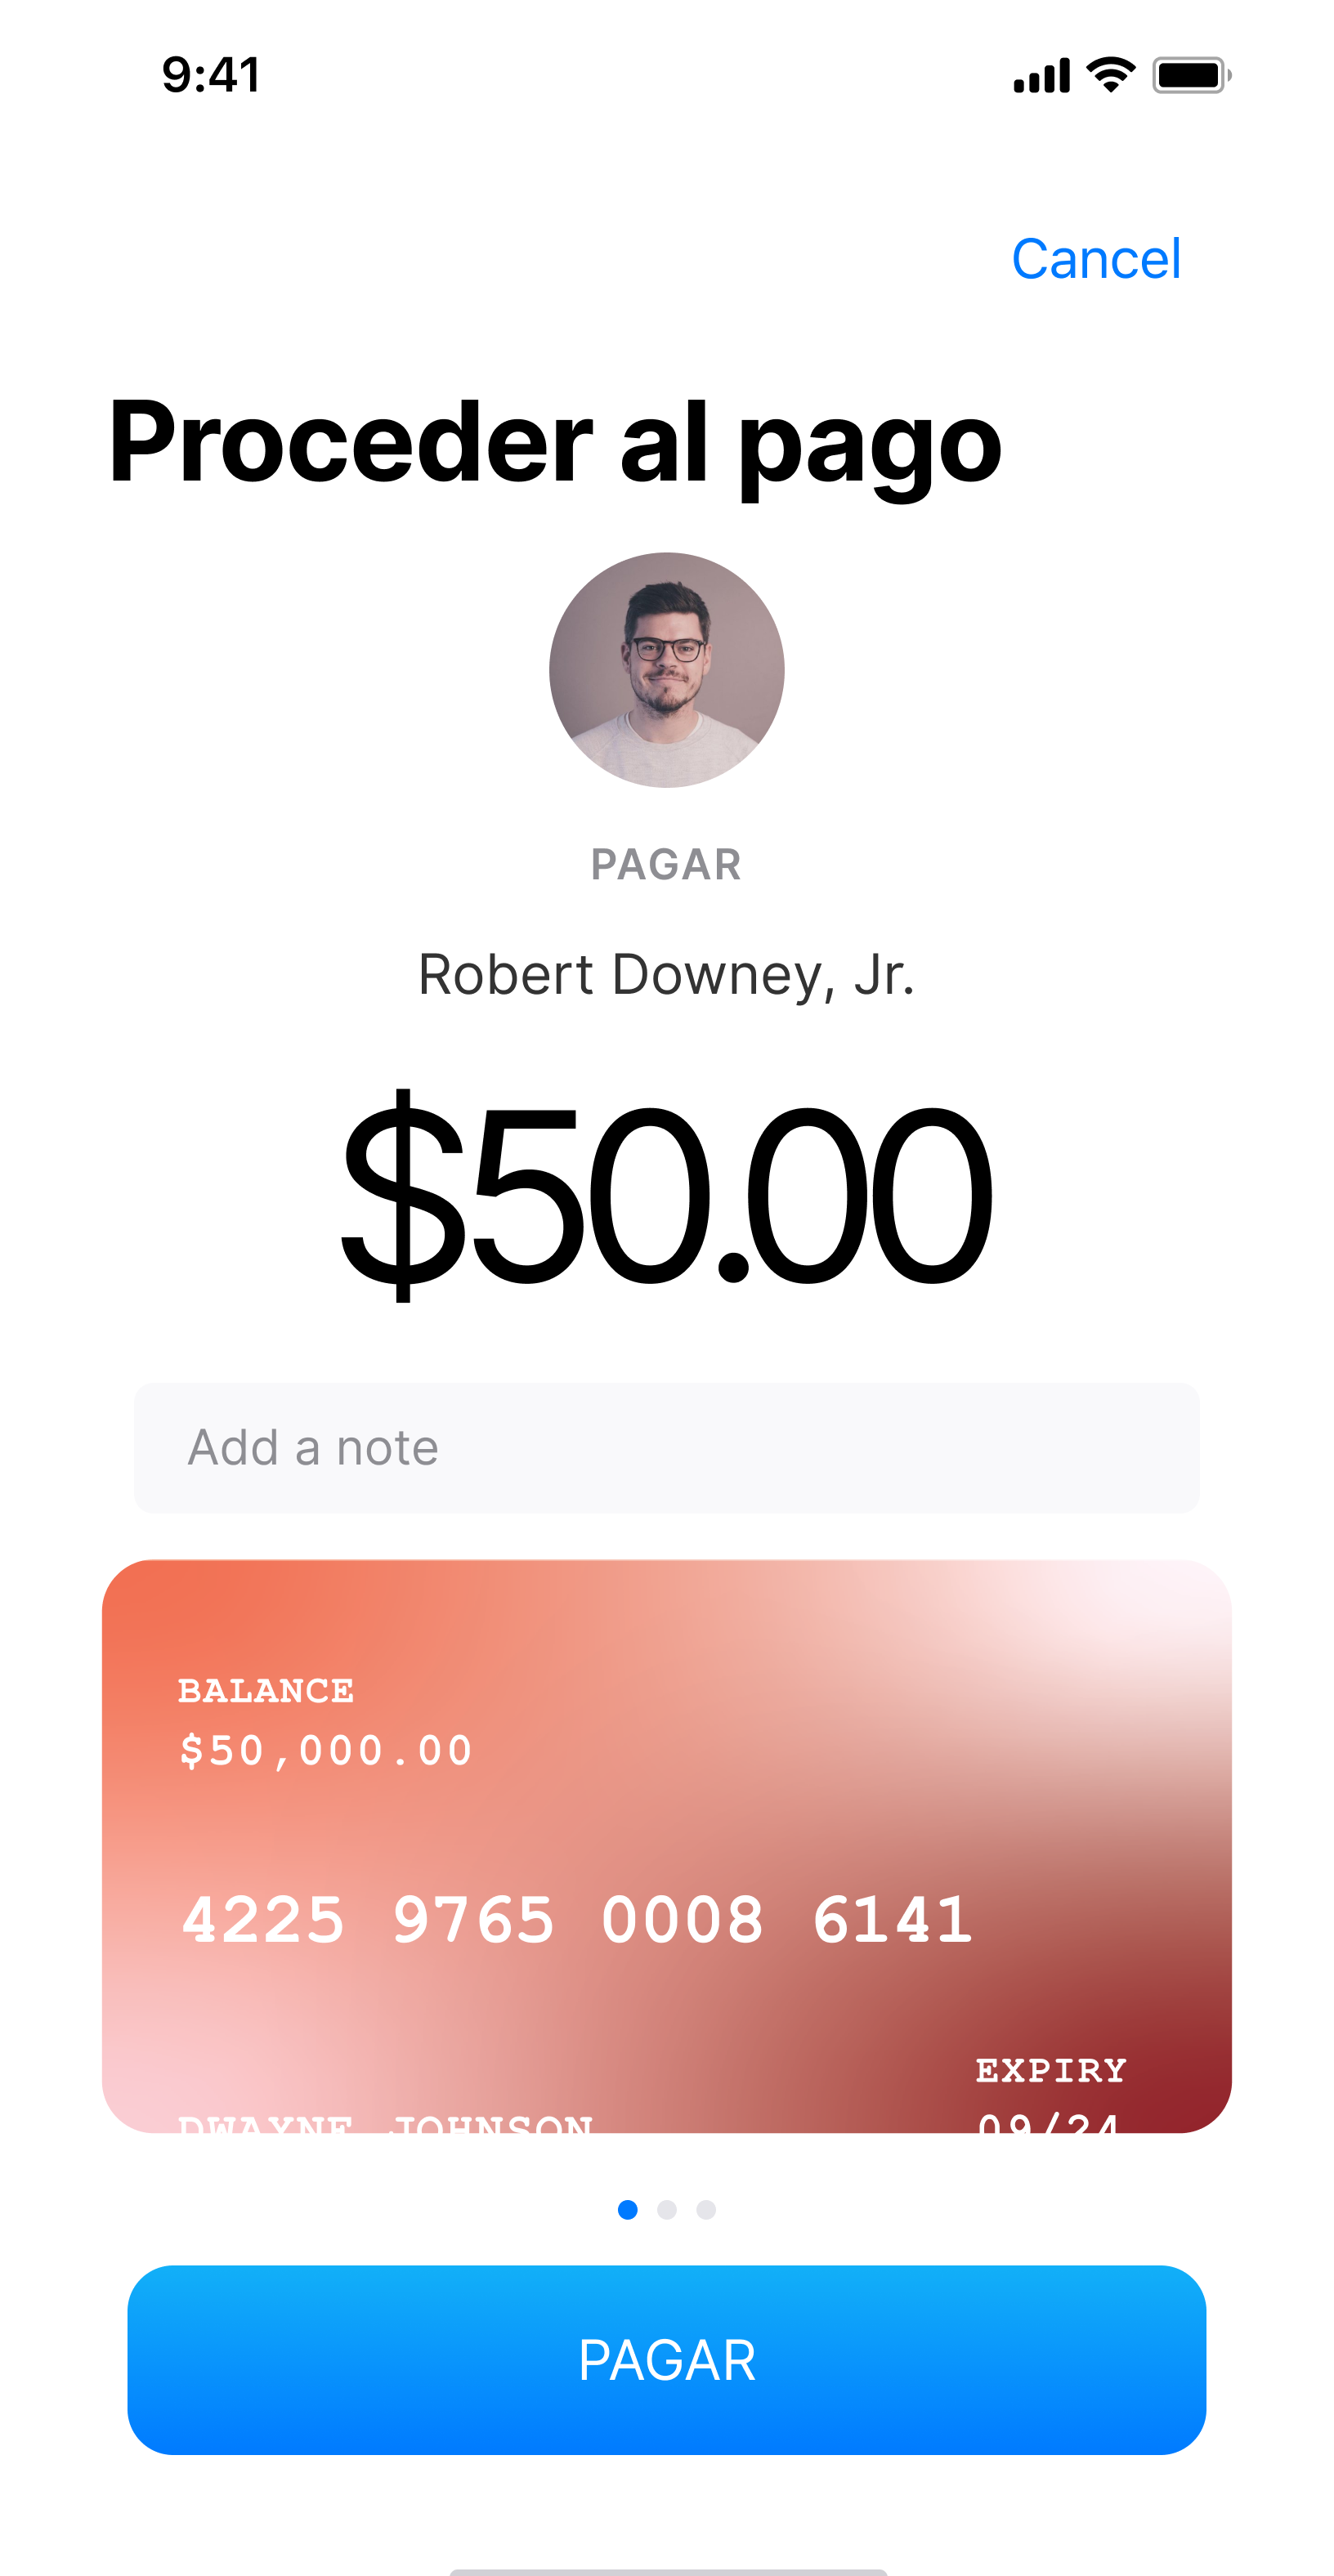 9:41
Cancel
Proceder al pago
PAGAR
Robert Downey, Jr.
$50.00
Add a note
BALANCE
$50,000.00
4225 9765 0008 6141
EXPIRY
DWAYNE JOHNSON 09/24
PAGAR